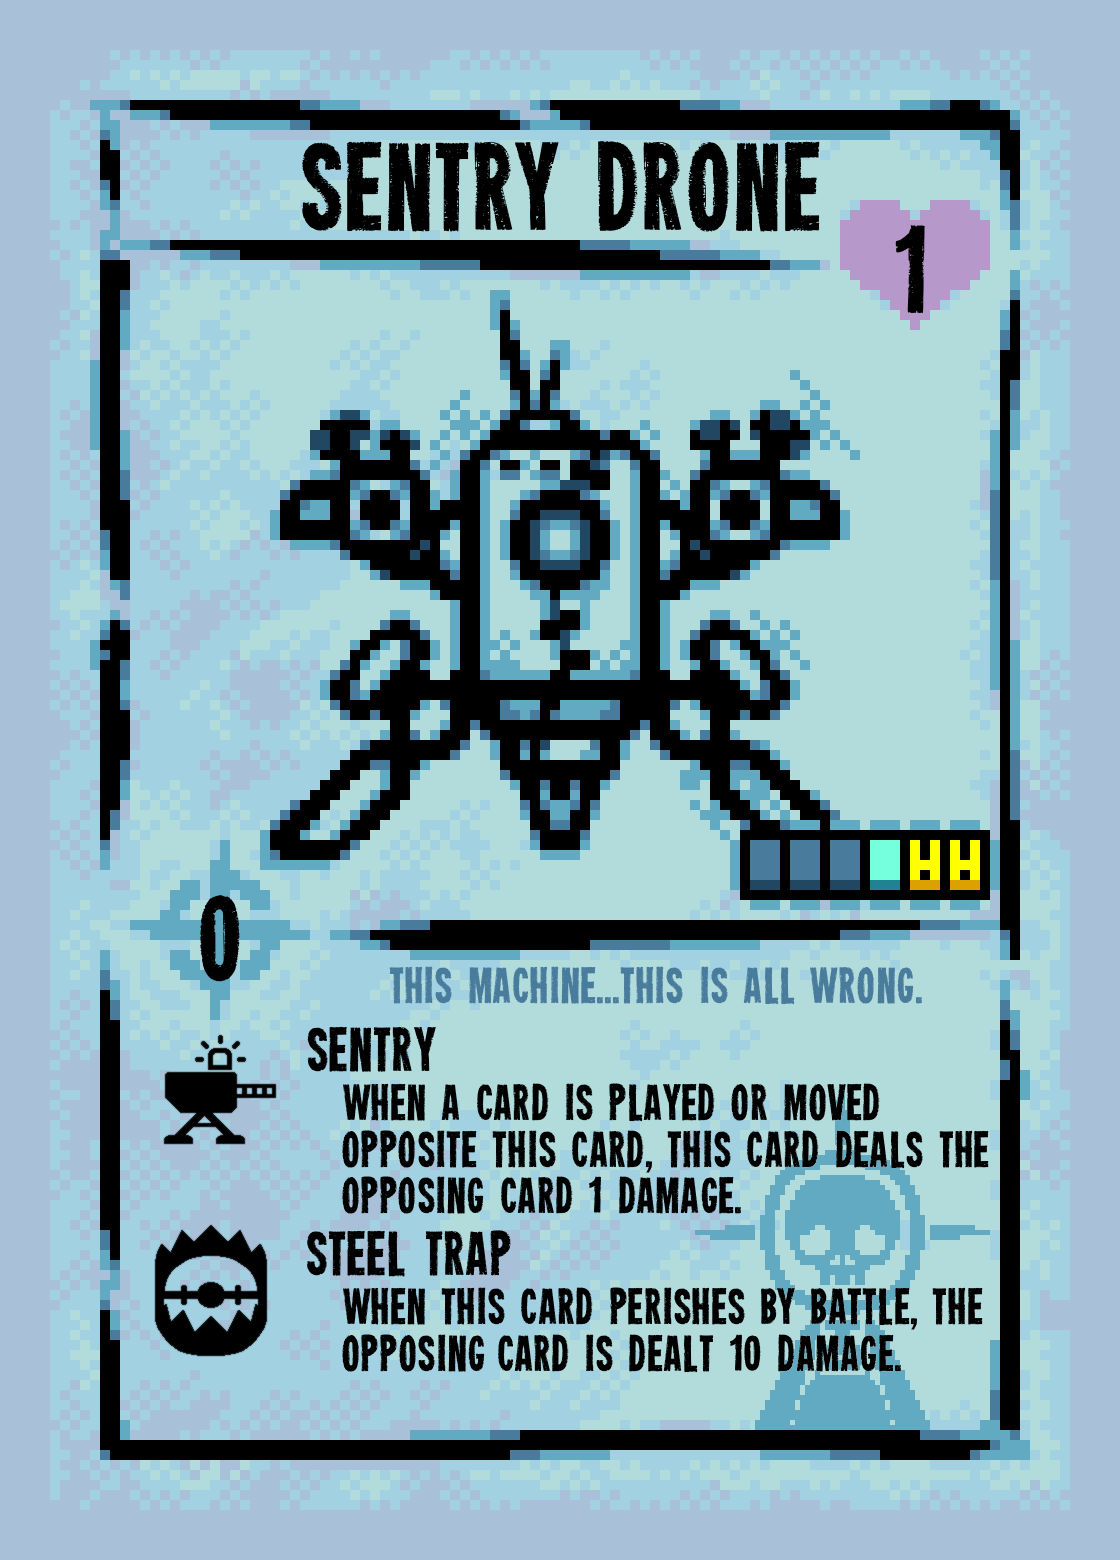 SENTRY DRONE
1
0
THIS MACHINE...THIS IS ALL WRONG.
SENTRY
WHEN A CARD IS PLAYED OR MOVED
OPPOSITE THIS CARD, THIS CARD DEALS THE
OPPOSING CARD 1 DAMAGE.
STEEL TRAP
WHEN THIS CARD PERISHES BY BATTLE, THE
OPPOSING CARD IS DEALT 10 DAMAGE.